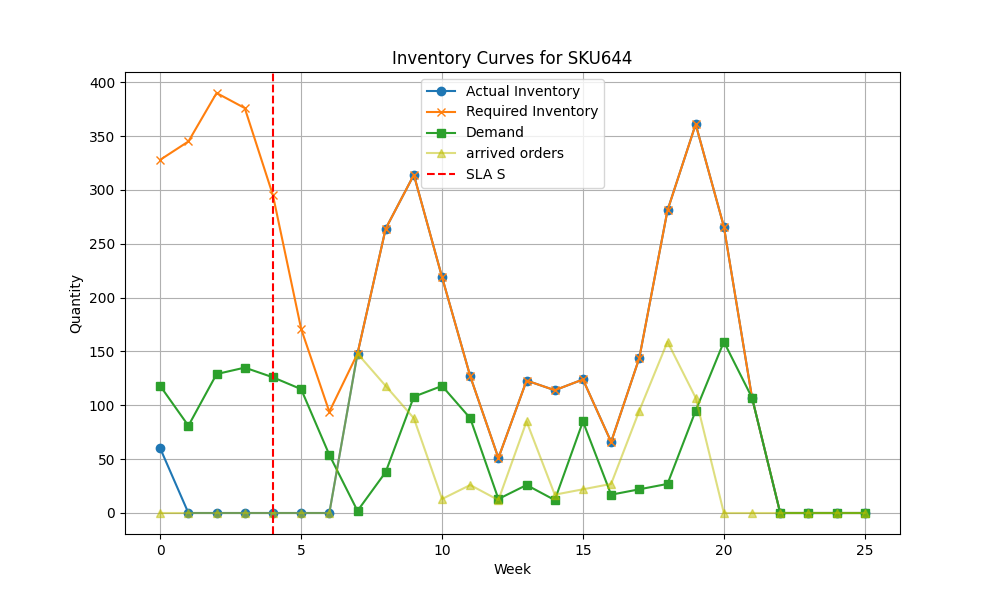 Inventory Curves for SKU644
Actual Inventory
Required Inventory
Demand
arrived orders
SLA S
Quantity
400
350
300
250
200
150
100
50
0
0 5 10 15 20 25
Week